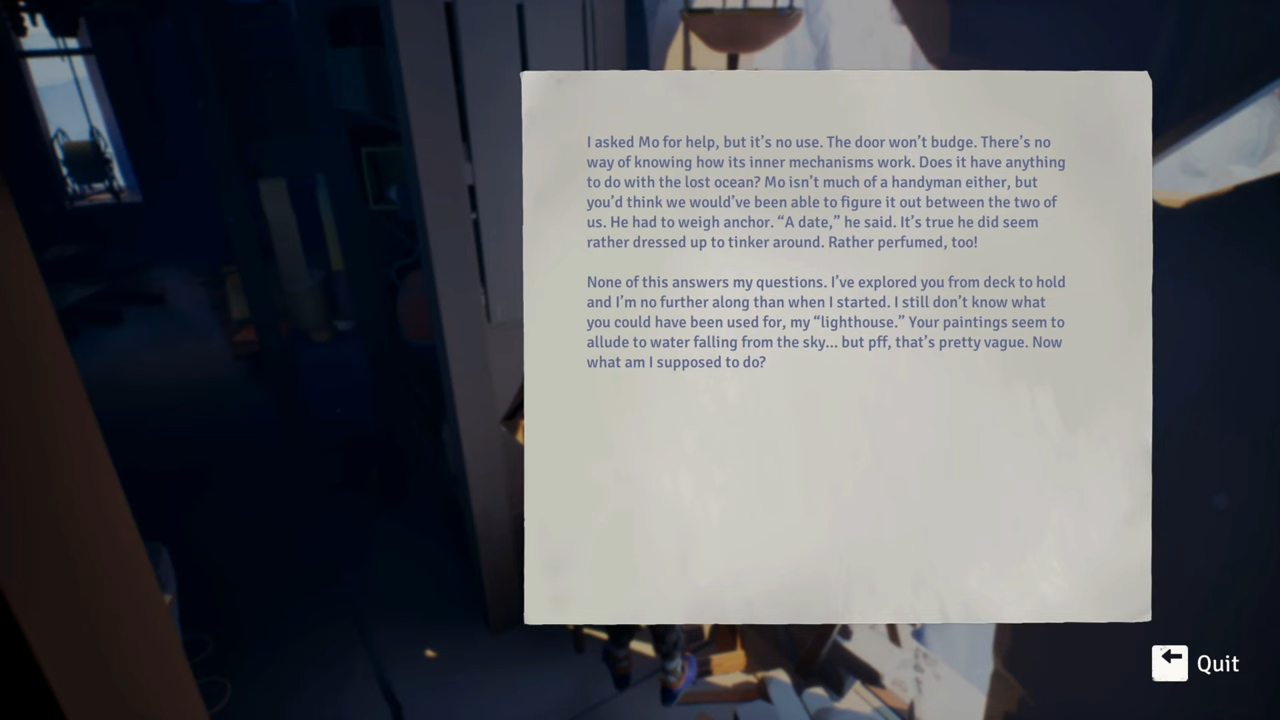 I asked Mo for help, but it’s no use. The door won’t budge. There’s no
way of knowing how its inner mechanisms work. Does it have anything
to do with the lost ocean? Mo isn’t much of a handyman either, but
you’d think we would’ve been able to figure it out between the two of
us. He had to weigh anchor. “A date,” he said. It’s true he did seem
rather dressed up to tinker around. Rather perfumed, too!
None of this answers my questions. I’ve explored you from deck to hold
and I’m no further along than when I started. I still don’t know what
you could have been used for, my “lighthouse.” Your paintings seem to
allude to water falling from the sky... but pff, that’s pretty vague. Now
what am I supposed to do?
Quit